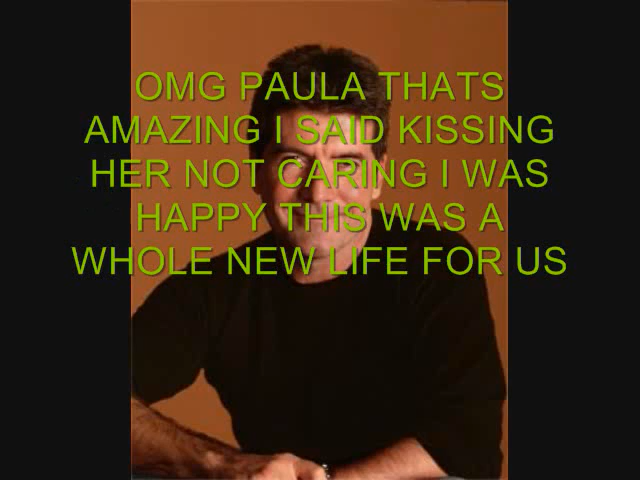 OMG PAULA THATS
AMAZING I SAID KISSING
HER NOT CARING I WAS
HAPPY THIS WAS A
WHOLE NEW LIFE FOR US